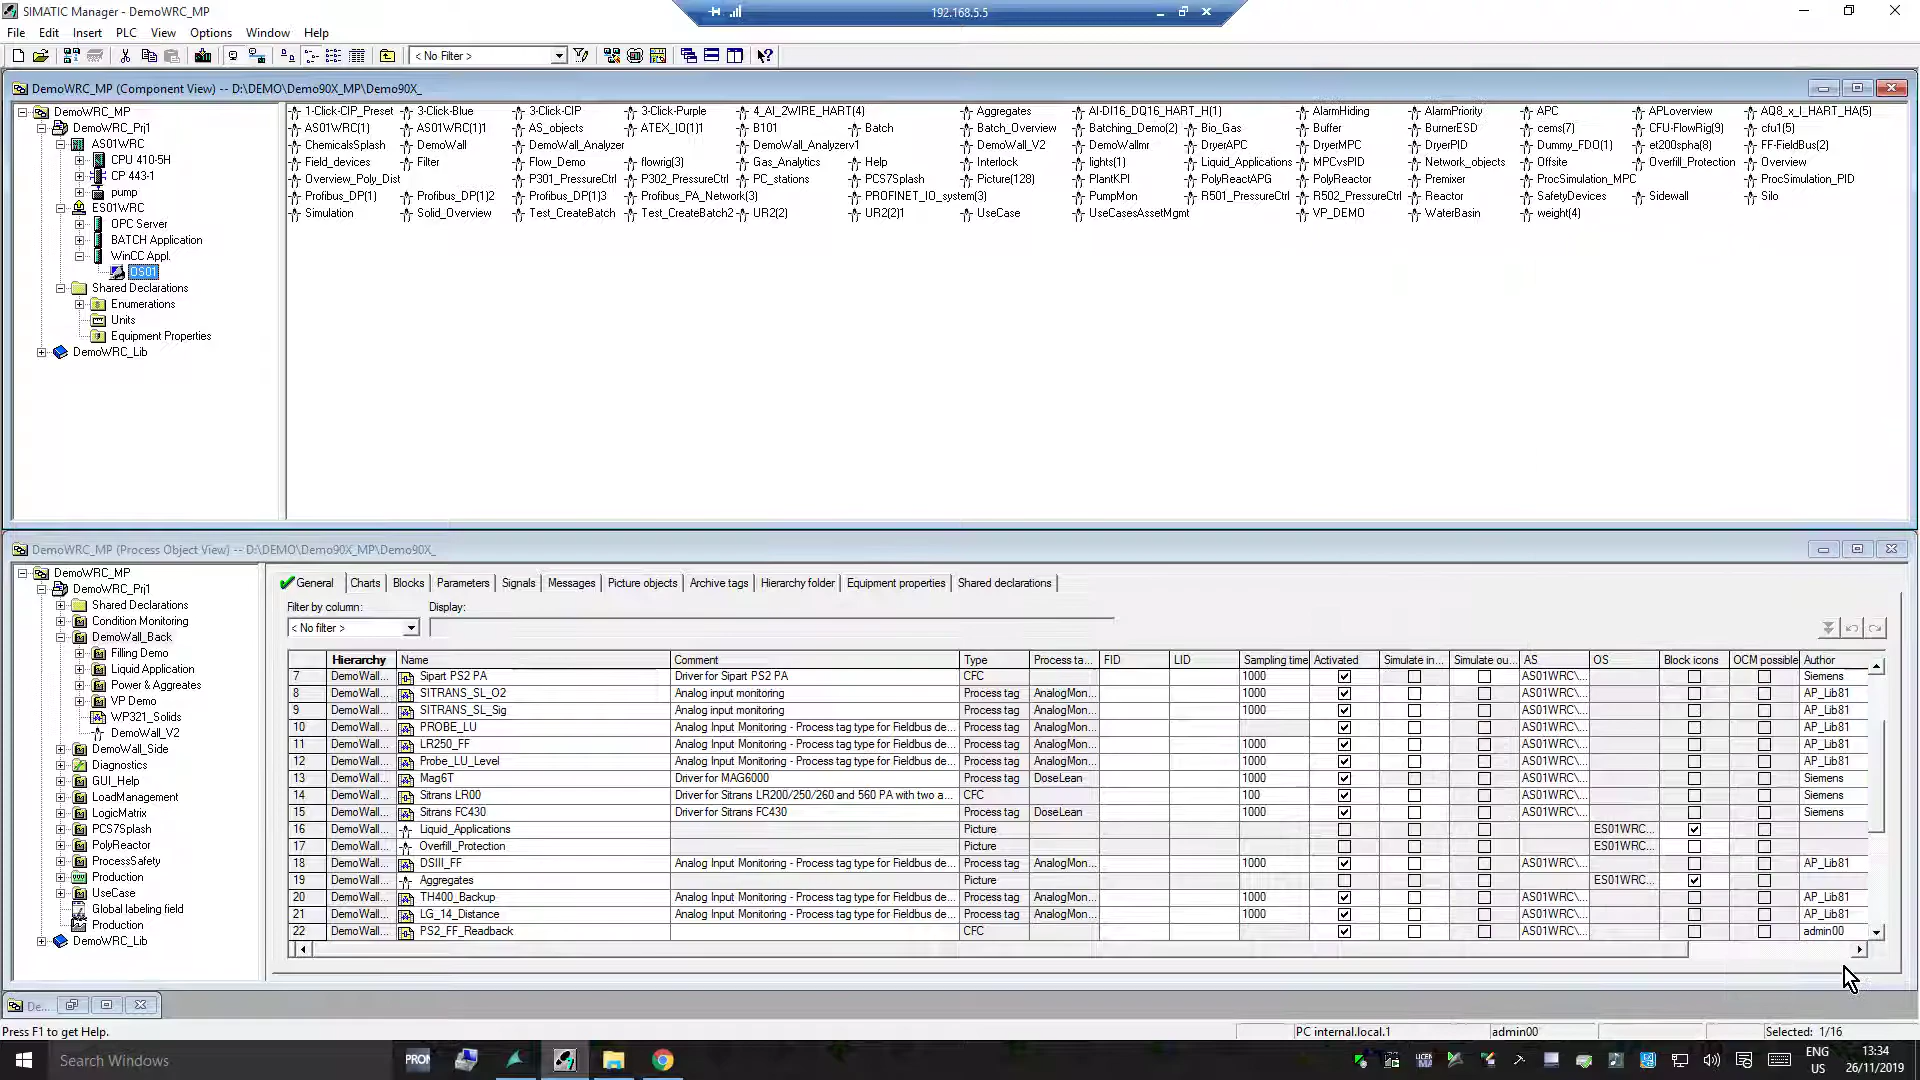 SIMATIC Manager - DemoWRC_MP
192.168.5.5
File Edit Insert PLC View Options Window Help
< No Filter >
DemoWRC_MP (Component View) -- D:\DEMO\Demo90X_MP\Demo90X_
DemoWRC_MP
DemoWRC_Prj1
AS01WRC
CPU 410-5H
CP 443-1
pump
ES01WRC
OPC Server
BATCH Application
WinCC Appl.
OS01
Shared Declarations
Enumerations
Units
Equipment Properties
DemoWRC_Lib
1-Click-CIP_Preset 3-Click-Blue 3-Click-CIP 3-Click-Purple 4_AI_2WIRE_HART(4) Aggregates AI-DI16_DQ16_HART_H(1) AlarmHiding AlarmPriority APC APLoverview AQ8_x_I_HART_HA(5)
AS01WRC(1) AS01WRC(1)1 AS_objects ATEX_IO(1)1 B101 Batch Batch_Overview Batching_Demo(2) Bio_Gas Buffer BurnerESD cems(7) CFU-FlowRig(9) cfu1(5)
ChemicalsSplash DemoWall DemoWall_Analyzer DemoWall_Analyzerv1 DemoWall_V2 DemoWallmr DryerAPC DryerMPC DryerPID Dummy_FDO(1) et200spha(8) FF-FieldBus(2)
Field_devices Filter Flow_Demo flowrig(3) Gas_Analytics Help Interlock lights(1) Liquid_Applications MPCvsPID Network_objects Offsite Overfill_Protection Overview
Overview_Poly_Dist P301_PressureCtrl P302_PressureCtrl PC_stations PCS7Splash Picture(128) PlantKPI PolyReactAPG PolyReactor Premixer ProcSimulation_MPC ProcSimulation_PID
Profibus_DP(1) Profibus_DP(1)2 Profibus_DP(1)3 Profibus_PA_Network(3) PROFINET_IO_system(3) PumpMon R501_PressureCtrl R502_PressureCtrl Reactor SafetyDevices Sidewall Silo
Simulation Solid_Overview Test_CreateBatch Test_CreateBatch2 UR2(2) UR2(2)1 UseCase UseCasesAssetMgmt VP_DEMO WaterBasin weight(4)
DemoWRC_MP (Process Object View) -- D:\DEMO\Demo90X_MP\Demo90X_
DemoWRC_MP
DemoWRC_Prj1
Shared Declarations
Condition Monitoring
DemoWall_Back
Filling Demo
Liquid Application
Power & Aggreates
VP Demo
WP321_Solids
DemoWall_V2
DemoWall_Side
Diagnostics
GUI_Help
LoadManagement
LogicMatrix
PCS7Splash
PolyReactor
ProcessSafety
Production
UseCase
Global labeling field
Production
DemoWRC_Lib
General Charts Blocks Parameters Signals Messages Picture objects Archive tags Hierarchy folder Equipment properties Shared declarations
Filter by column: Display:
< No filter >
Hierarchy Name Comment Type Process ta... FID LID Sampling time Activated Simulate in... Simulate ou... AS OS Block icons OCM possible Author
7 DemoWall... Sipart PS2 PA Driver for Sipart PS2 PA CFC 1000 AS01WRC\... Siemens
8 DemoWall... SITRANS_SL_O2 Analog input monitoring Process tag AnalogMon... 1000 AS01WRC\... AP_Lib81
9 DemoWall... SITRANS_SL_Sig Analog input monitoring Process tag AnalogMon... 1000 AS01WRC\... AP_Lib81
10 DemoWall... PROBE_LU Analog Input Monitoring - Process tag type for Fieldbus de... Process tag AnalogMon... AS01WRC\... AP_Lib81
11 DemoWall... LR250_FF Analog Input Monitoring - Process tag type for Fieldbus de... Process tag AnalogMon... 1000 AS01WRC\... AP_Lib81
12 DemoWall... Probe_LU_Level Analog Input Monitoring - Process tag type for Fieldbus de... Process tag AnalogMon... 1000 AS01WRC\... AP_Lib81
13 DemoWall... Mag6T Driver for MAG6000 Process tag DoseLean 1000 AS01WRC\... Siemens
14 DemoWall... Sitrans LR00 Driver for Sitrans LR200/250/260 and 560 PA with two a... CFC 100 AS01WRC\... Siemens
15 DemoWall... Sitrans FC430 Driver for Sitrans FC430 Process tag DoseLean 1000 AS01WRC\... Siemens
16 DemoWall... Liquid_Applications Picture ES01WRC...
17 DemoWall... Overfill_Protection Picture ES01WRC...
18 DemoWall... DSIII_FF Analog Input Monitoring - Process tag type for Fieldbus de... Process tag AnalogMon... 1000 AS01WRC\... AP_Lib81
19 DemoWall... Aggregates Picture ES01WRC...
20 DemoWall... TH400_Backup Analog Input Monitoring - Process tag type for Fieldbus de... Process tag AnalogMon... 1000 AS01WRC\... AP_Lib81
21 DemoWall... LG_14_Distance Analog Input Monitoring - Process tag type for Fieldbus de... Process tag AnalogMon... 1000 AS01WRC\... AP_Lib81
22 DemoWall... PS2_FF_Readback CFC AS01WRC\... admin00
De...
Press F1 to get Help. PC internal.local.1 admin00 Selected: 1/16
Search Windows
PRON
ENG
US
13:34
26/11/2019